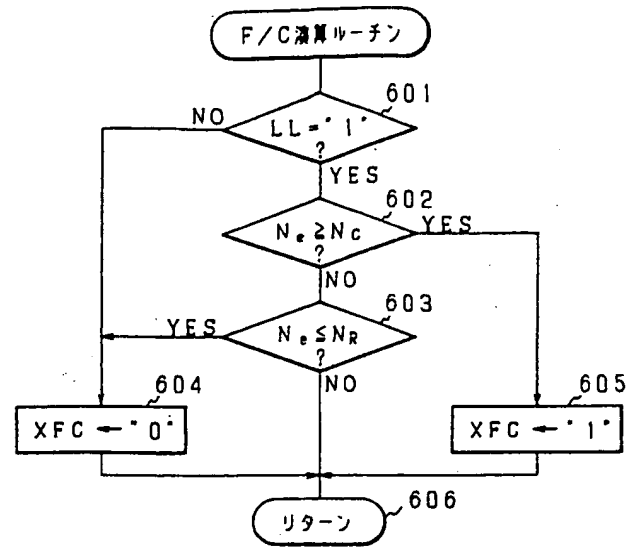 F/C演算ルーチン
601
NO
LL="1"
?
YES
602
Ne≧NC
?
YES
NO
603
YES
Ne≦NR
?
NO
604
605
XFC ← "0"
XFC ← "1"
606
リターン